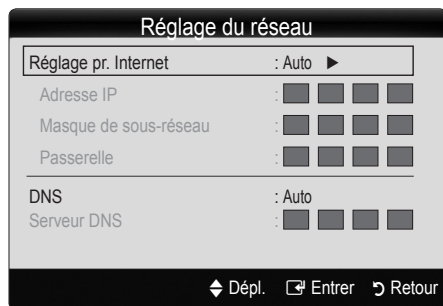 Réglage du réseau
Réglage pr. Internet : Auto ►
Adresse IP :
Masque de sous-réseau :
Passerelle :
DNS : Auto
Serveur DNS :
Dépl. Entrer Retour